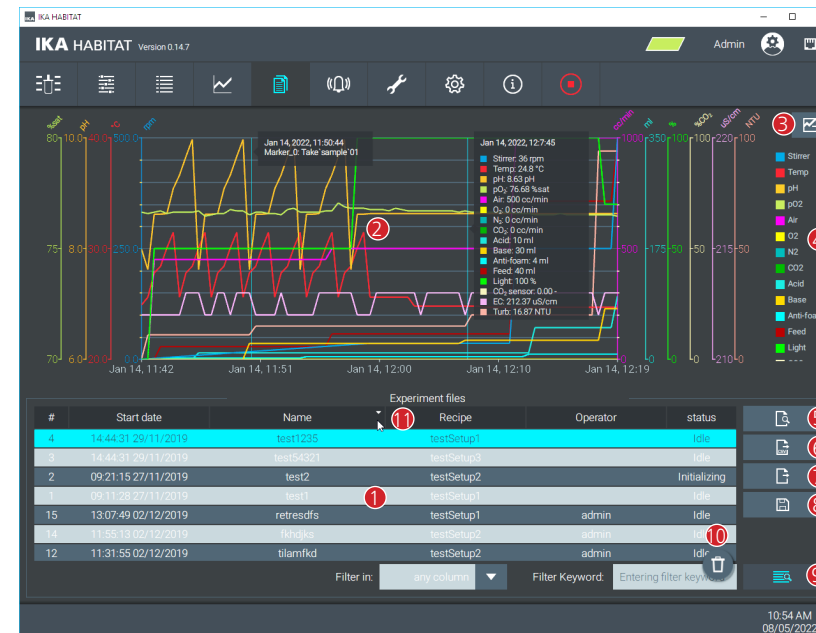 IKA HABITAT
IKA HABITAT Version 0.14.7
Admin
%sat pH °C rpm cc/min ml % %CO₂ uS/cm NTU
80 10.0 40.0 500.0 1000 350 100 100 220 100
75 8.0 30.0 250.0 500 175 50 50 215 50
70 6.0 20.0 0.0 0 0 0 0 210 0
Jan 14, 2022, 11:50:44
Marker_0: Take`sample`01
Jan 14, 2022, 12:7:45
Stirrer: 36 rpm
Temp: 24.8 °C
pH: 8.63 pH
pO₂: 76.68 %sat
Air: 500 cc/min
O₂: 0 cc/min
N₂: 0 cc/min
CO₂: 0 cc/min
Acid: 10 ml
Base: 30 ml
Anti-foam: 4 ml
Feed: 40 ml
Light: 100 %
CO₂ sensor: 0.00 -
EC: 212.37 uS/cm
Turb: 16.87 NTU
2
3
Stirrer
Temp
pH
pO2
Air
O2
N2
CO2
Acid
Base
Anti-foa
Feed
Light
4
Jan 14, 11:42 Jan 14, 11:51 Jan 14, 12:00 Jan 14, 12:10 Jan 14, 12:19
Experiment files
# Start date Name 11 Recipe Operator status
4 14:44:31 29/11/2019 test1235 testSetup1 Idle
3 14:44:31 29/11/2019 test54321 testSetup3 Idle
2 09:21:15 27/11/2019 test2 testSetup2 Initializing
1 09:11:28 27/11/2019 test1 1 testSetup1 Idle
15 13:07:49 02/12/2019 retresdfs testSetup1 admin Idle
14 11:55:13 02/12/2019 fkhdjks testSetup2 admin Idle
12 11:31:55 02/12/2019 tilamfkd testSetup2 admin Idle
10
5
CSV 6
7
8
Filter in: any column Filter Keyword: Entering filter keyword
9
10:54 AM
08/05/2022